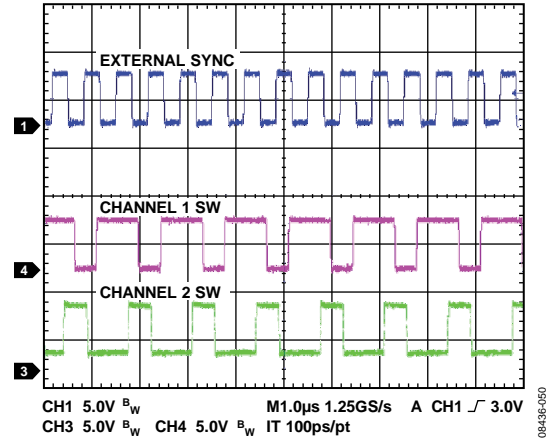 EXTERNAL SYNC
1
CHANNEL 1 SW
4
CHANNEL 2 SW
3
CH1 5.0V BW M1.0μs 1.25GS/s A CH1 3.0V
CH3 5.0V BW CH4 5.0V BW IT 100ps/pt
08436-050